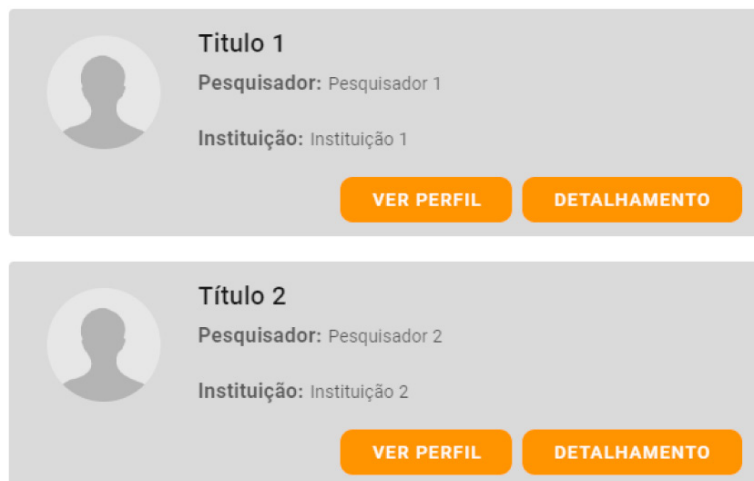 Titulo 1
Pesquisador: Pesquisador 1
Instituição: Instituição 1
VER PERFIL DETALHAMENTO
Título 2
Pesquisador: Pesquisador 2
Instituição: Instituição 2
VER PERFIL DETALHAMENTO